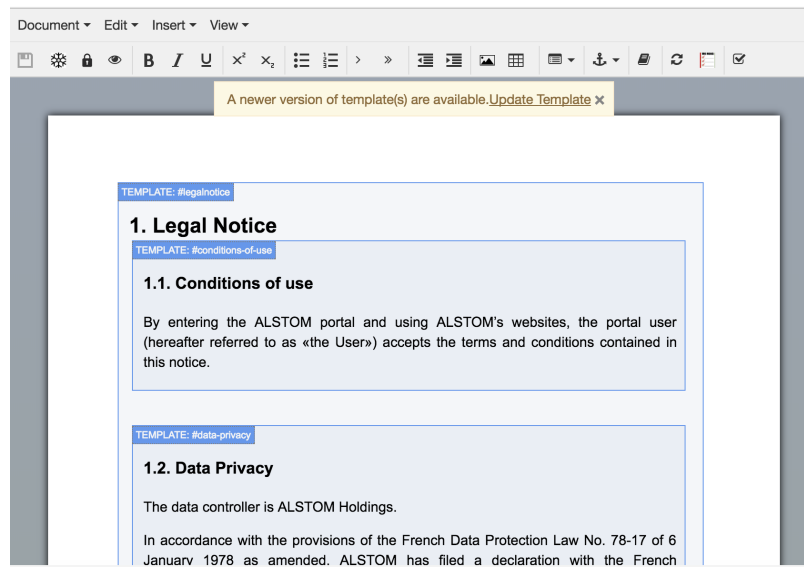 Document Edit Insert View
B I U x² x₂ > »
A newer version of template(s) are available.Update Template ×
TEMPLATE: #legalnotice
1. Legal Notice
TEMPLATE: #conditions-of-use
1.1. Conditions of use
By entering the ALSTOM portal and using ALSTOM’s websites, the portal user
(hereafter referred to as «the User») accepts the terms and conditions contained in
this notice.
TEMPLATE: #data-privacy
1.2. Data Privacy
The data controller is ALSTOM Holdings.
In accordance with the provisions of the French Data Protection Law No. 78-17 of 6
January 1978 as amended. ALSTOM has filed a declaration with the French